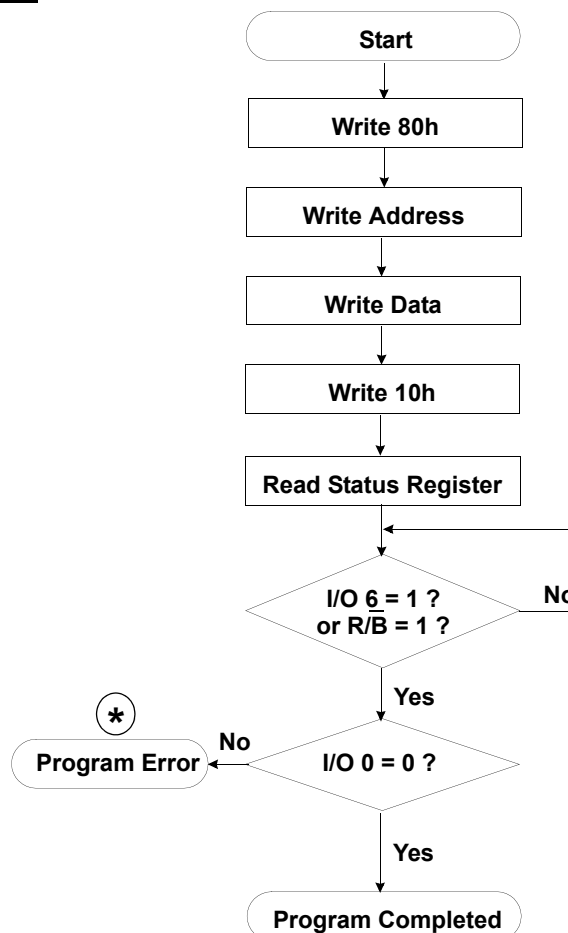 Start
Write 80h
Write Address
Write Data
Write 10h
Read Status Register
I/O 6 = 1 ?
or R/B̅ = 1 ?
No
Yes
*
No
Program Error
I/O 0 = 0 ?
Yes
Program Completed